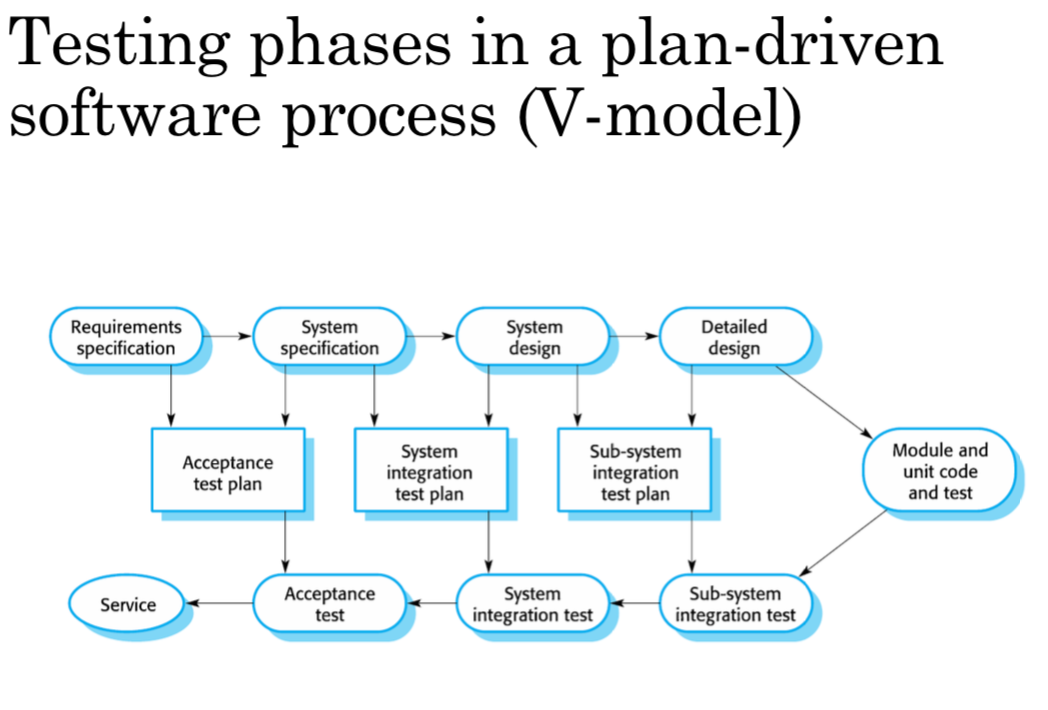 Testing phases in a plan-driven
software process (V-model)
Requirements
specification
System
specification
System
design
Detailed
design
Acceptance
test plan
System
integration
test plan
Sub-system
integration
test plan
Module and
unit code
and test
Service
Acceptance
test
System
integration test
Sub-system
integration test